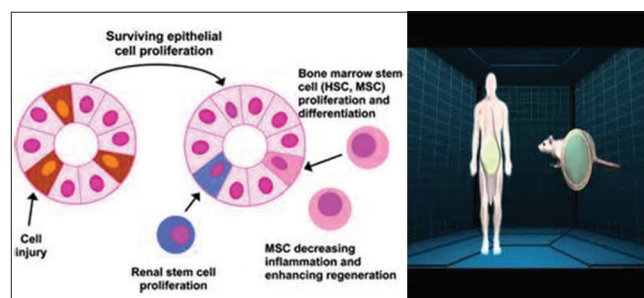 Surviving epithelial
cell proliferation
Bone marrow stem
cell (HSC, MSC)
proliferation and
differentiation
Cell
injury
Renal stem cell
proliferation
MSC decreasing
inflammation and
enhancing regeneration